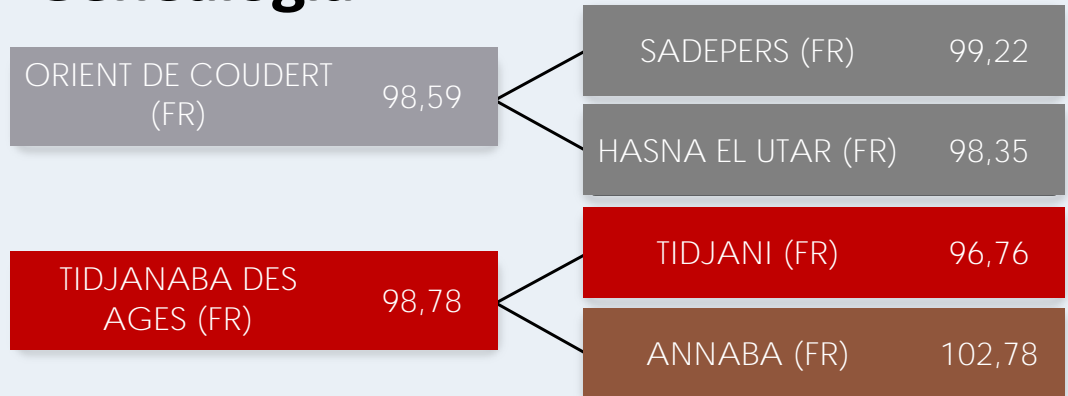 ORIENT DE COUDERT
(FR)
98,59
SADEPERS (FR) 99,22
HASNA EL UTAR (FR) 98,35
TIDJANABA DES
AGES (FR)
98,78
TIDJANI (FR) 96,76
ANNABA (FR) 102,78